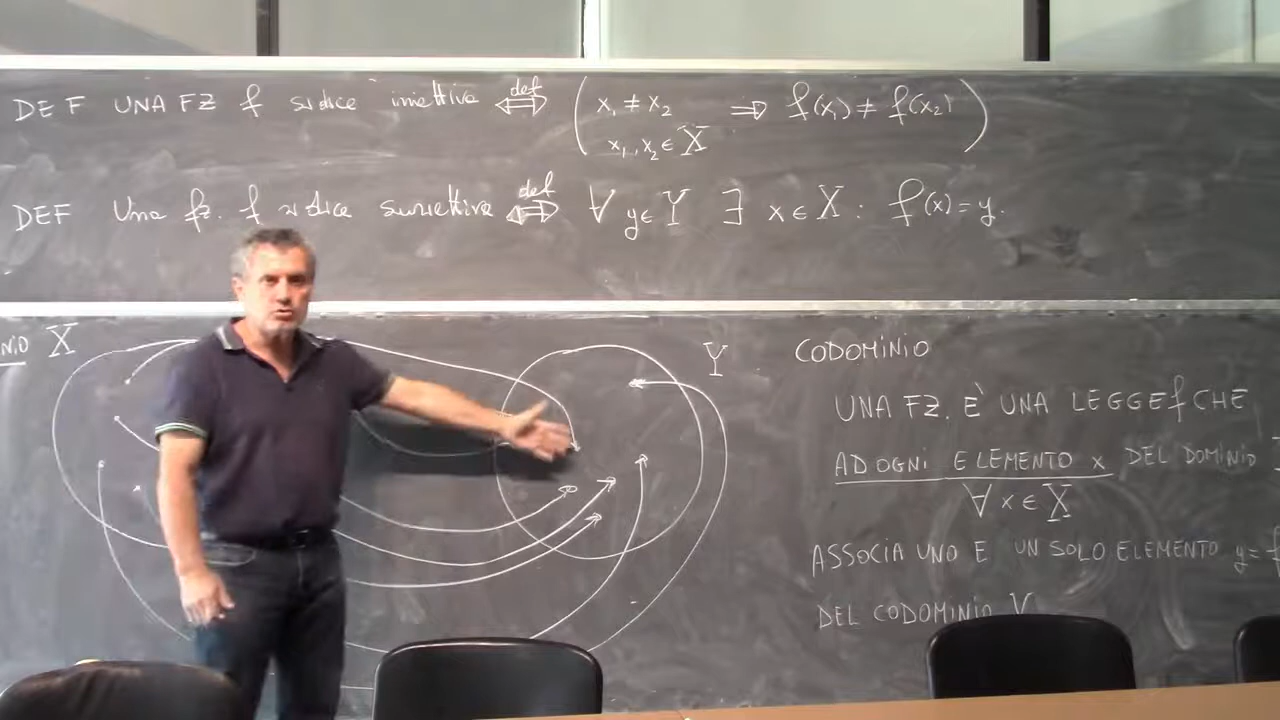 DEF UNA FZ f si dice iniettiva def ⇔ ( x₁ ≠ x₂ ⇒ f(x₁) ≠ f(x₂) )
x₁, x₂ ∈ X
DEF Una fz. f si dice suriettiva def ⇔ ∀ y∈Y ∃ x ∈ X : f(x) = y.
NIO X
Y CODOMINIO
UNA FZ. È UNA LEGGE f CHE
AD OGNI ELEMENTO x DEL DOMINIO
∀ x ∈ X
ASSOCIA UNO E UN SOLO ELEMENTO y =
DEL CODOMINIO Y